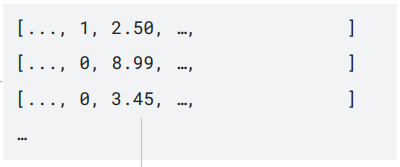 [..., 1, 2.50, …, ]
[..., 0, 8.99, …, ]
[..., 0, 3.45, …, ]
…